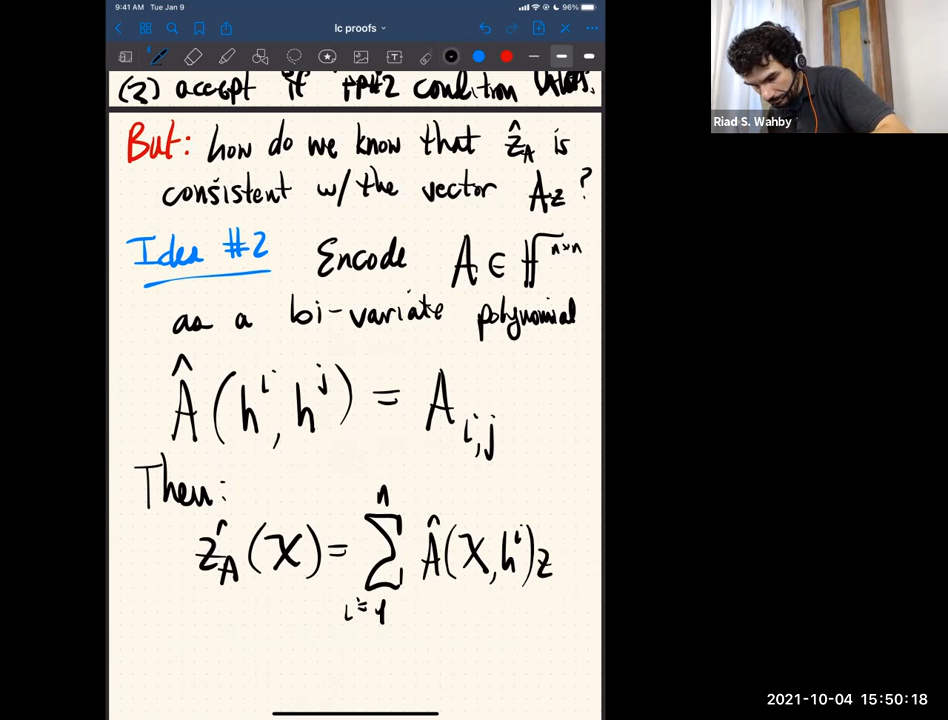 9:41 AM Tue Jan 9
96%
lc proofs
(2) accept if condition
But: how do we know that ẑ_A is
consistent w/ the vector Az?
Idea #2 Encode A ∈ F^{n×n}
as a bi-variate polynomial
Â(h^i, h^j) = A_{i,j}
Then:
ẑ_A(X) = Σ_{i=1}^{n} Â(X, h^i)z
Riad S. Wahby
2021-10-04 15:50:18